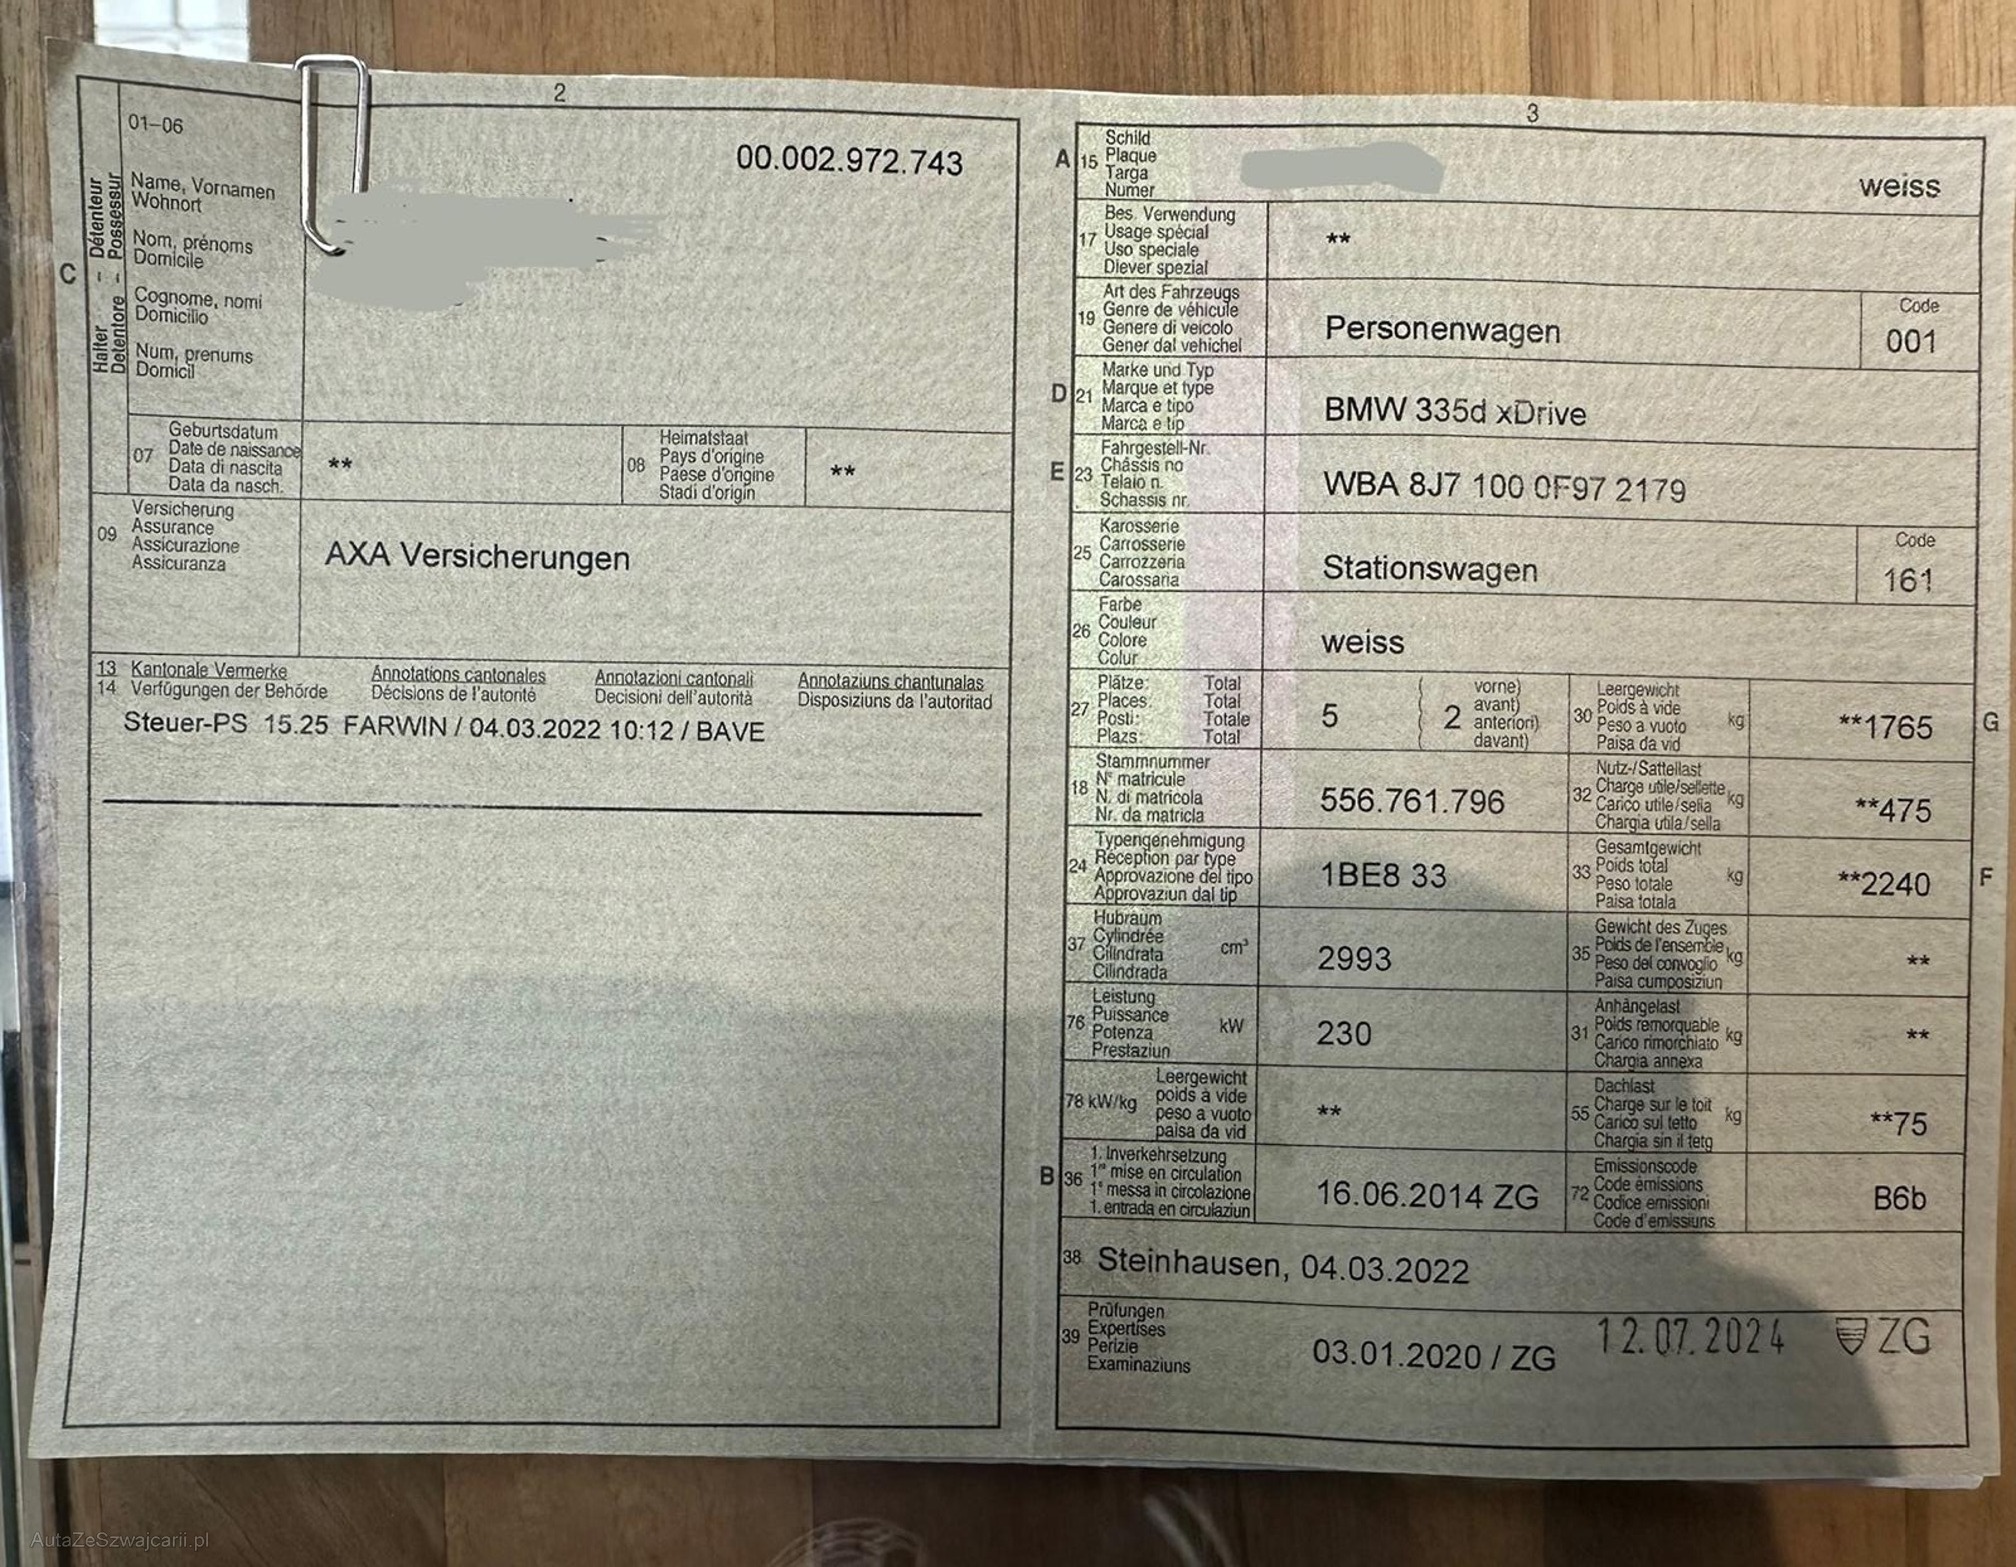 2
01–06
00.002.972.743
C
Halter – Détenteur
Detentore – Possessur
Name, Vornamen
Wohnort
Nom, prénoms
Domicile
Cognome, nomi
Domicilio
Num, prenums
Domicil
07
Geburtsdatum
Date de naissance
Data di nascita
Data da nasch.
**
08
Heimatstaat
Pays d'origine
Paese d'origine
Stadi d'origin
**
09
Versicherung
Assurance
Assicurazione
Assicuranza
AXA Versicherungen
13 Kantonale Vermerke Annotations cantonales Annotazioni cantonali Annotaziuns chantunalas
14 Verfügungen der Behörde Décisions de l'autorité Decisioni dell'autorità Disposiziuns da l'autoritad
Steuer-PS 15.25 FARWIN / 04.03.2022 10:12 / BAVE
3
A 15
Schild
Plaque
Targa
Numer
weiss
17
Bes. Verwendung
Usage spécial
Uso speciale
Diever spezial
**
19
Art des Fahrzeugs
Genre de véhicule
Genere di veicolo
Gener dal vehichel
Personenwagen
Code
001
D 21
Marke und Typ
Marque et type
Marca e tipo
Marca e tip
BMW 335d xDrive
E 23
Fahrgestell-Nr.
Châssis no
Telaio n.
Schassis nr.
WBA 8J7 100 0F97 2179
25
Karosserie
Carrosserie
Carrozzeria
Carossaria
Stationswagen
Code
161
26
Farbe
Couleur
Colore
Colur
weiss
27
Plätze: Total
Places: Total
Posti: Totale
Plazs: Total
5
2
vorne)
avant)
anteriori)
davant)
30
Leergewicht
Poids à vide
Peso a vuoto
Paisa da vid
kg
**1765
G
18
Stammnummer
N° matricule
N. di matricola
Nr. da matricla
556.761.796
32
Nutz-/Sattellast
Charge utile/sellette
Carico utile/sella
Chargia utila/sella
kg
**475
24
Typengenehmigung
Réception par type
Approvazione del tipo
Approvaziun dal tip
1BE8 33
33
Gesamtgewicht
Poids total
Peso totale
Paisa totala
kg
**2240
F
37
Hubraum
Cylindrée
Cilindrata
Cilindrada
cm³
2993
35
Gewicht des Zuges
Poids de l'ensemble
Peso del convoglio
Paisa cumposiziun
kg
**
76
Leistung
Puissance
Potenza
Prestaziun
kW
230
31
Anhängelast
Poids remorquable
Carico rimorchiato
Chargia annexa
kg
**
78 kW/kg
Leergewicht
poids à vide
peso a vuoto
paisa da vid
**
55
Dachlast
Charge sur le toit
Carico sul tetto
Chargia sin il tetg
kg
**75
B 36
1. Inverkehrsetzung
1re mise en circulation
1a messa in circolazione
1. entrada en circulaziun
16.06.2014 ZG
72
Emissionscode
Code émissions
Codice emissioni
Code d'emissiuns
B6b
38 Steinhausen, 04.03.2022
39
Prüfungen
Expertises
Perizie
Examinaziuns
03.01.2020 / ZG
12.07.2024 ZG
AutaZeSzwajcarii.pl